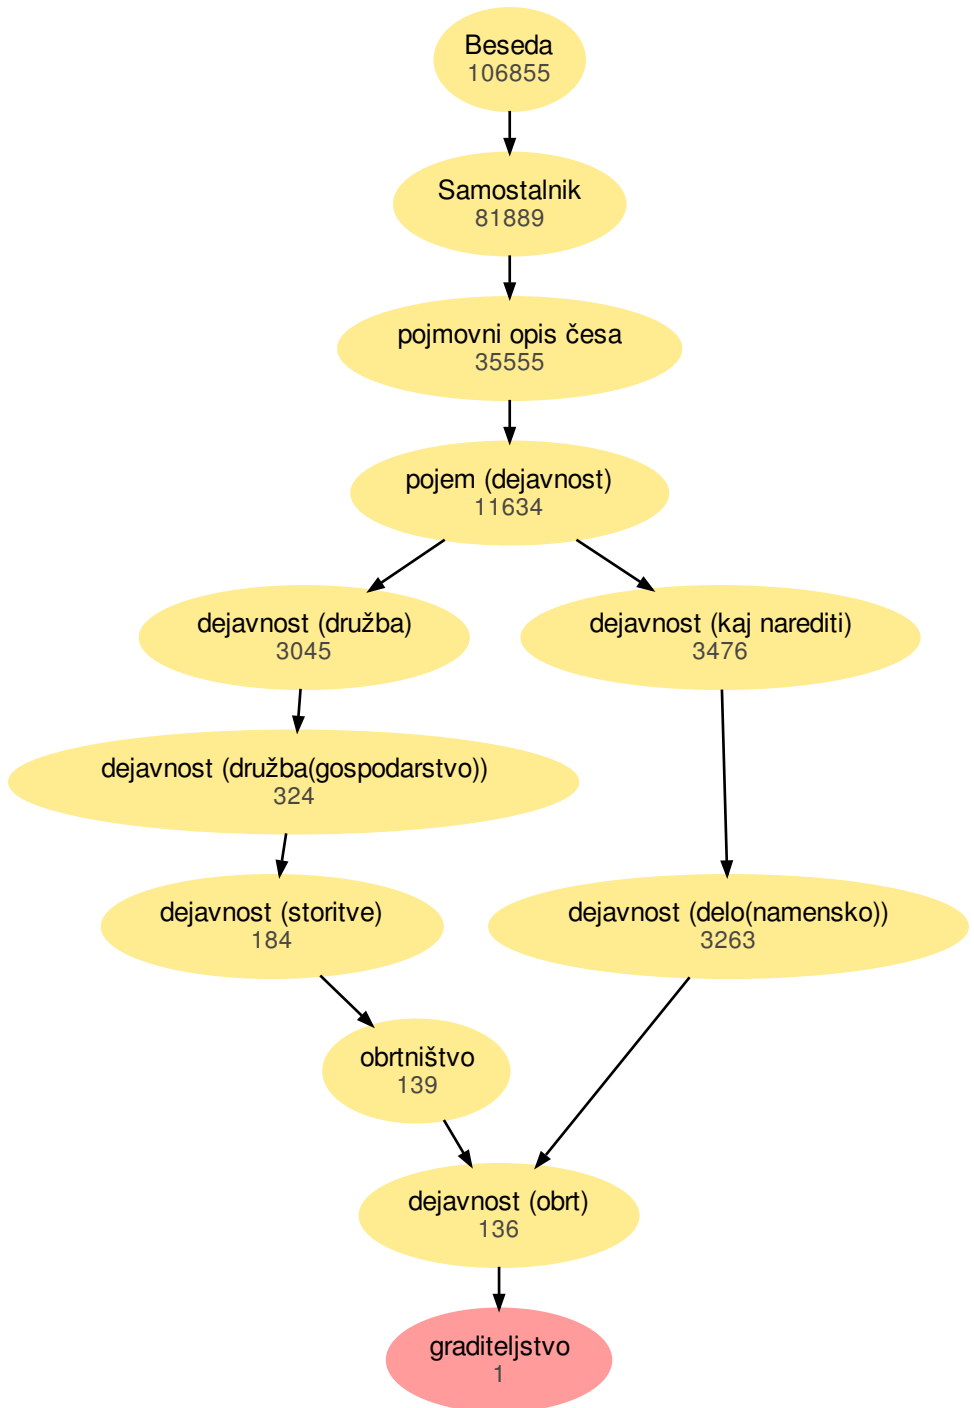 Beseda
106855
Samostalnik
81889
pojmovni opis česa
35555
pojem (dejavnost)
11634
dejavnost (družba)
3045
dejavnost (kaj narediti)
3476
dejavnost (družba(gospodarstvo))
324
dejavnost (storitve)
184
dejavnost (delo(namensko))
3263
obrtništvo
139
dejavnost (obrt)
136
graditeljstvo
1